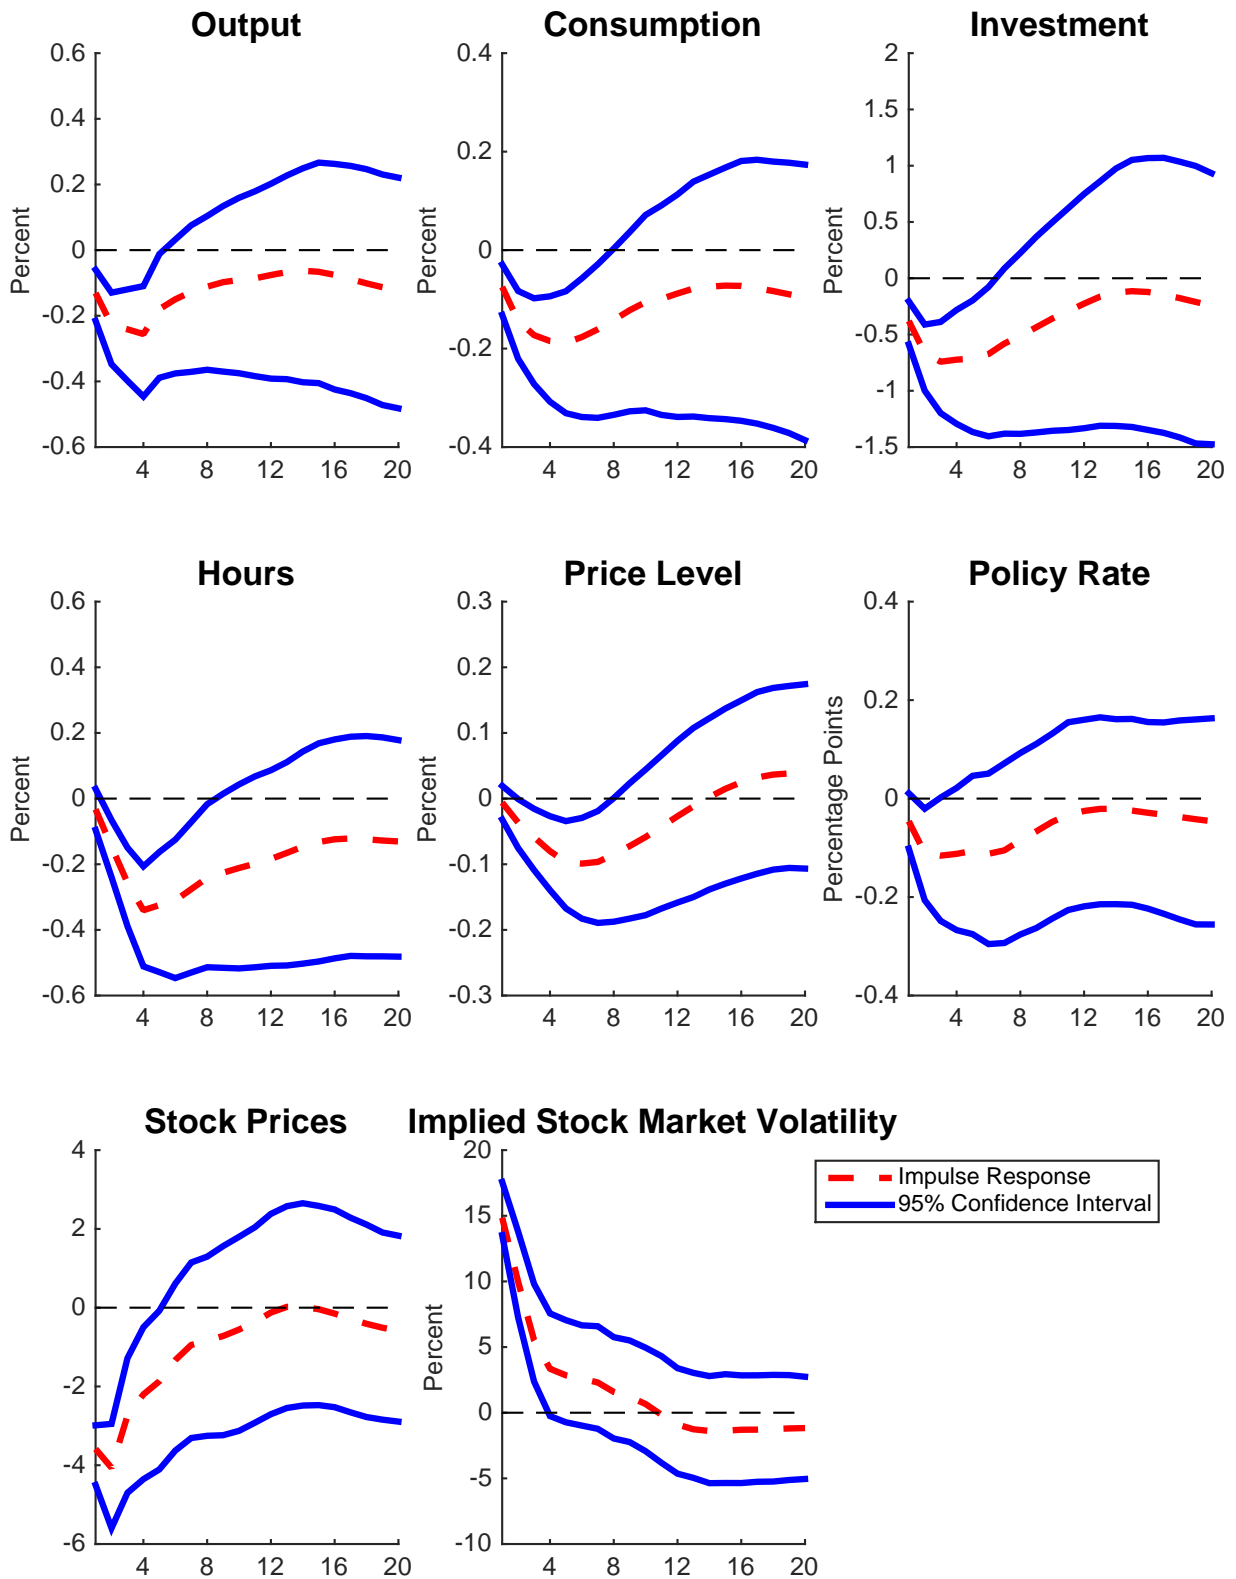 Output
Percent
0.6
0.4
0.2
0
-0.2
-0.4
-0.6
4 8 12 16 20
Consumption
Percent
0.4
0.2
0
-0.2
-0.4
4 8 12 16 20
Investment
Percent
2
1.5
1
0.5
0
-0.5
-1
-1.5
4 8 12 16 20
Hours
Percent
0.6
0.4
0.2
0
-0.2
-0.4
-0.6
4 8 12 16 20
Price Level
Percent
0.3
0.2
0.1
0
-0.1
-0.2
-0.3
4 8 12 16 20
Policy Rate
Percentage Points
0.4
0.2
0
-0.2
-0.4
4 8 12 16 20
Stock Prices
4
2
0
-2
-4
-6
4 8 12 16 20
Implied Stock Market Volatility
Percent
20
15
10
5
0
-5
-10
4 8 12 16 20
Impulse Response
95% Confidence Interval